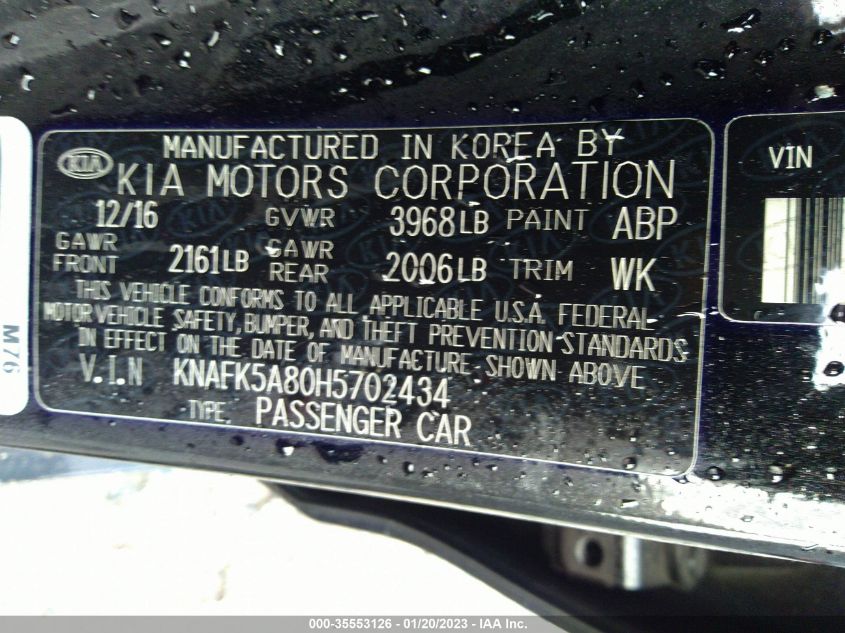 KIA
MANUFACTURED IN KOREA BY
KIA MOTORS CORPORATION
12/16 GVWR 3968LB PAINT ABP
GAWR FRONT 2161LB GAWR REAR 2006LB TRIM WK
THIS VEHICLE CONFORMS TO ALL APPLICABLE U.S.A. FEDERAL
MOTOR VEHICLE SAFETY, BUMPER, AND THEFT PREVENTION STANDARDS
IN EFFECT ON THE DATE OF MANUFACTURE SHOWN ABOVE
V.I.N KNAFK5A80H5702434
TYPE: PASSENGER CAR
VIN
M76
000-35553126 - 01/20/2023 - IAA Inc.